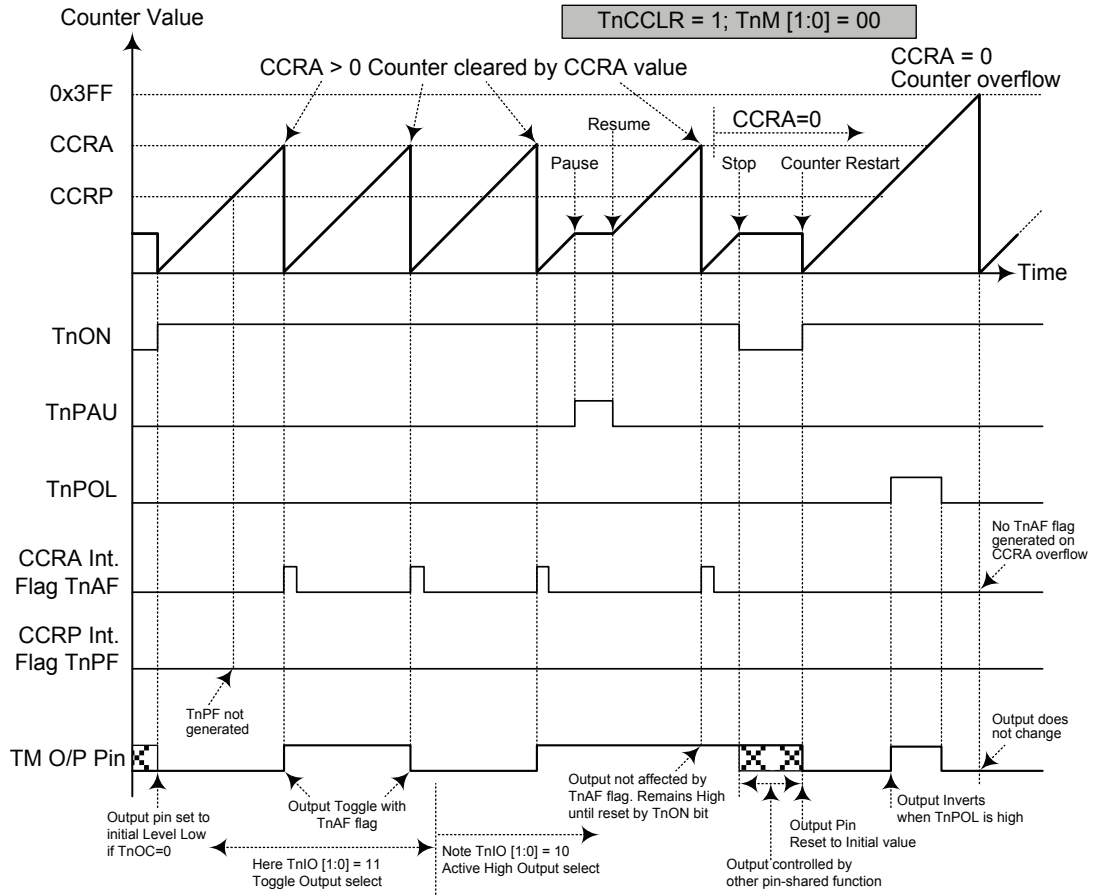 Counter Value
TnCCLR = 1; TnM [1:0] = 00
CCRA > 0 Counter cleared by CCRA value
CCRA = 0
Counter overflow
0x3FF
CCRA=0
Resume
CCRA
Pause
Stop
Counter Restart
CCRP
Time
TnON
TnPAU
TnPOL
No TnAF flag
generated on
CCRA overflow
CCRA Int.
Flag TnAF
CCRP Int.
Flag TnPF
TnPF not
generated
Output does
not change
TM O/P Pin
Output pin set to
initial Level Low
if TnOC=0
Output Toggle with
TnAF flag
Output not affected by
TnAF flag. Remains High
until reset by TnON bit
Output Inverts
when TnPOL is high
Output Pin
Reset to Initial value
Here TnIO [1:0] = 11
Toggle Output select
Note TnIO [1:0] = 10
Active High Output select
Output controlled by
other pin-shared function